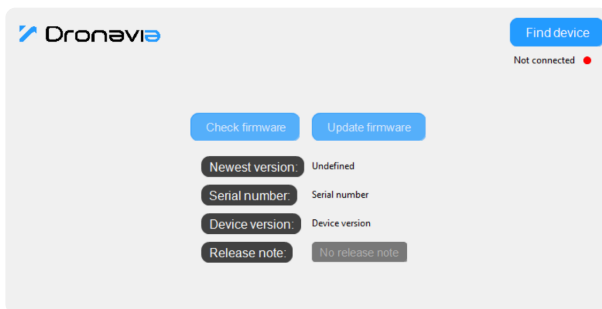 Dronavia
Find device
Not connected
Check firmware Update firmware
Newest version: Undefined
Serial number: Serial number
Device version: Device version
Release note: No release note